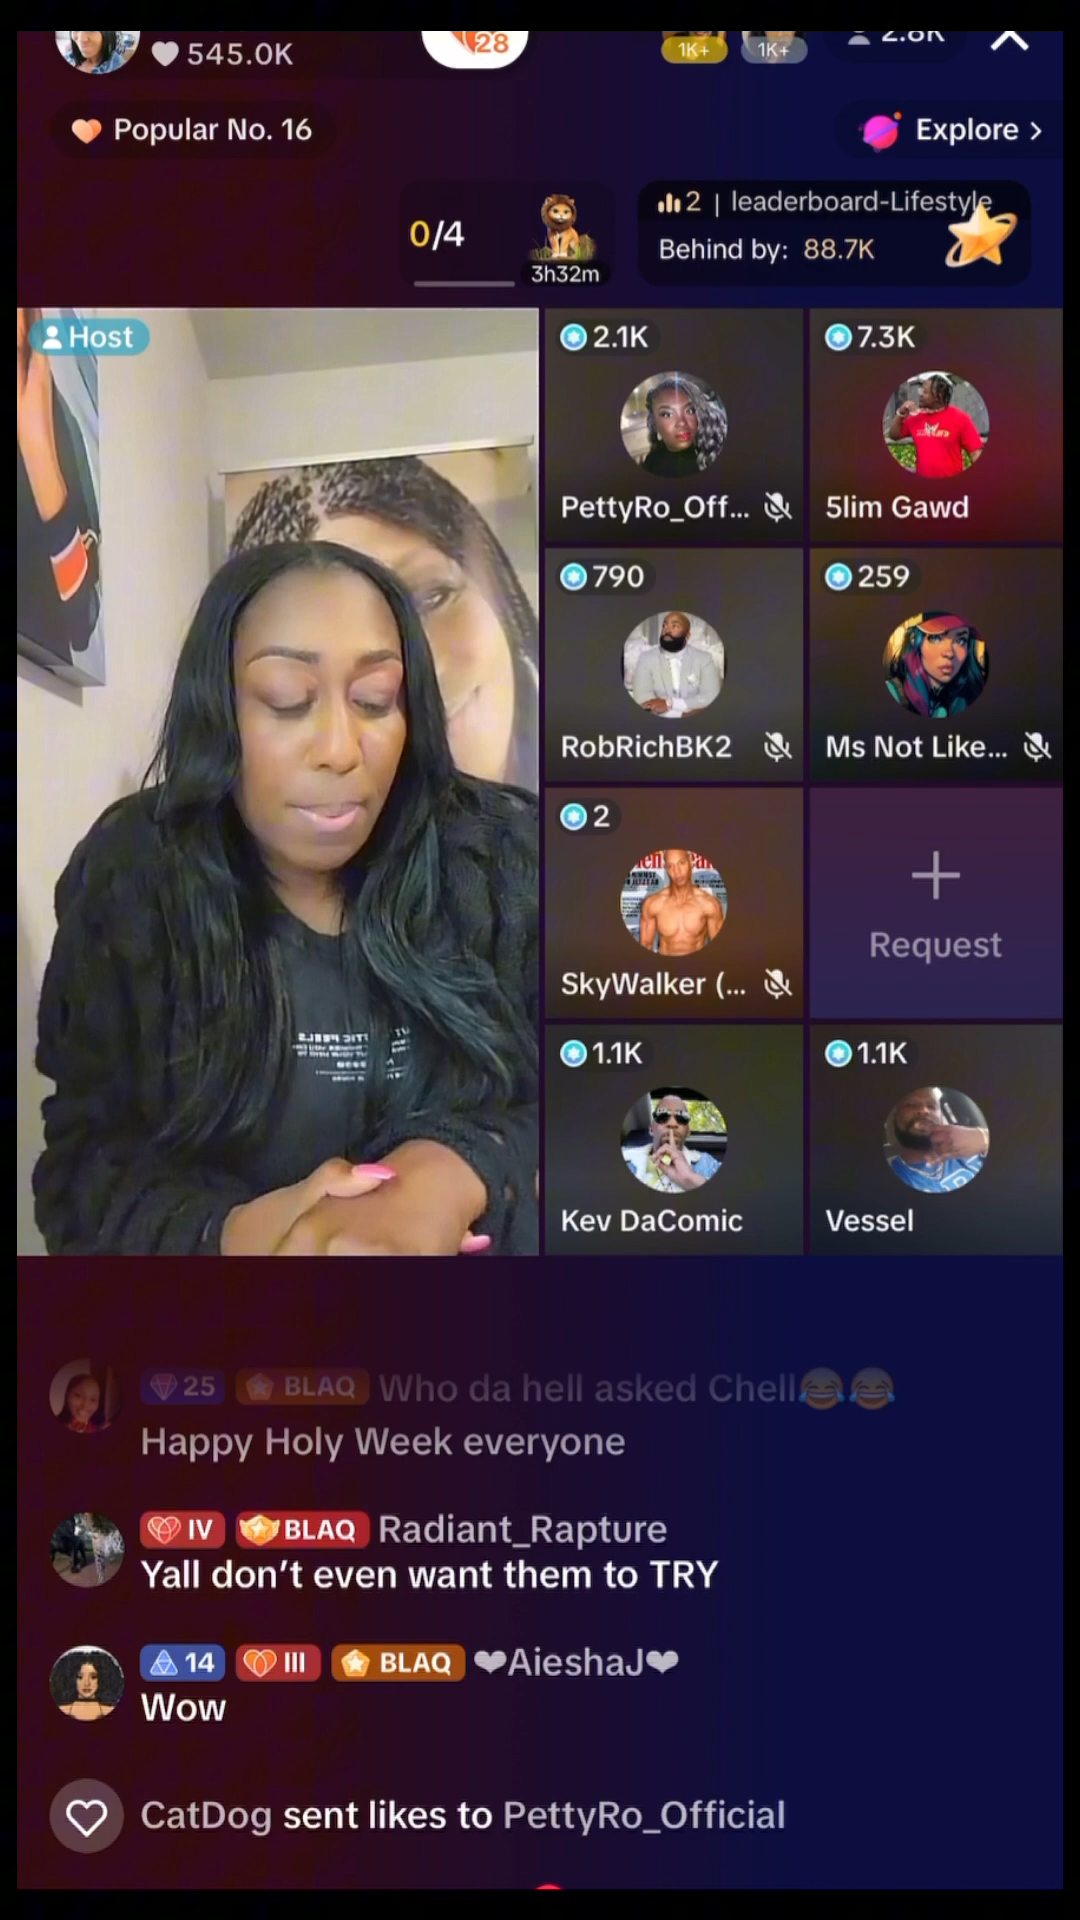 545.0K
28
1K+
1K+
2.8K
Popular No. 16
Explore >
0/4
3h32m
2 | leaderboard-Lifestyle
Behind by: 88.7K
Host
2.1K
PettyRo_Off...
7.3K
5lim Gawd
790
RobRichBK2
259
Ms Not Like...
2
SkyWalker (...
+
Request
1.1K
Kev DaComic
1.1K
Vessel
25 BLAQ Who da hell asked Chell😂😂
Happy Holy Week everyone
IV BLAQ Radiant_Rapture
Yall don’t even want them to TRY
14 III BLAQ ❤AieshaJ❤
Wow
CatDog sent likes to PettyRo_Official